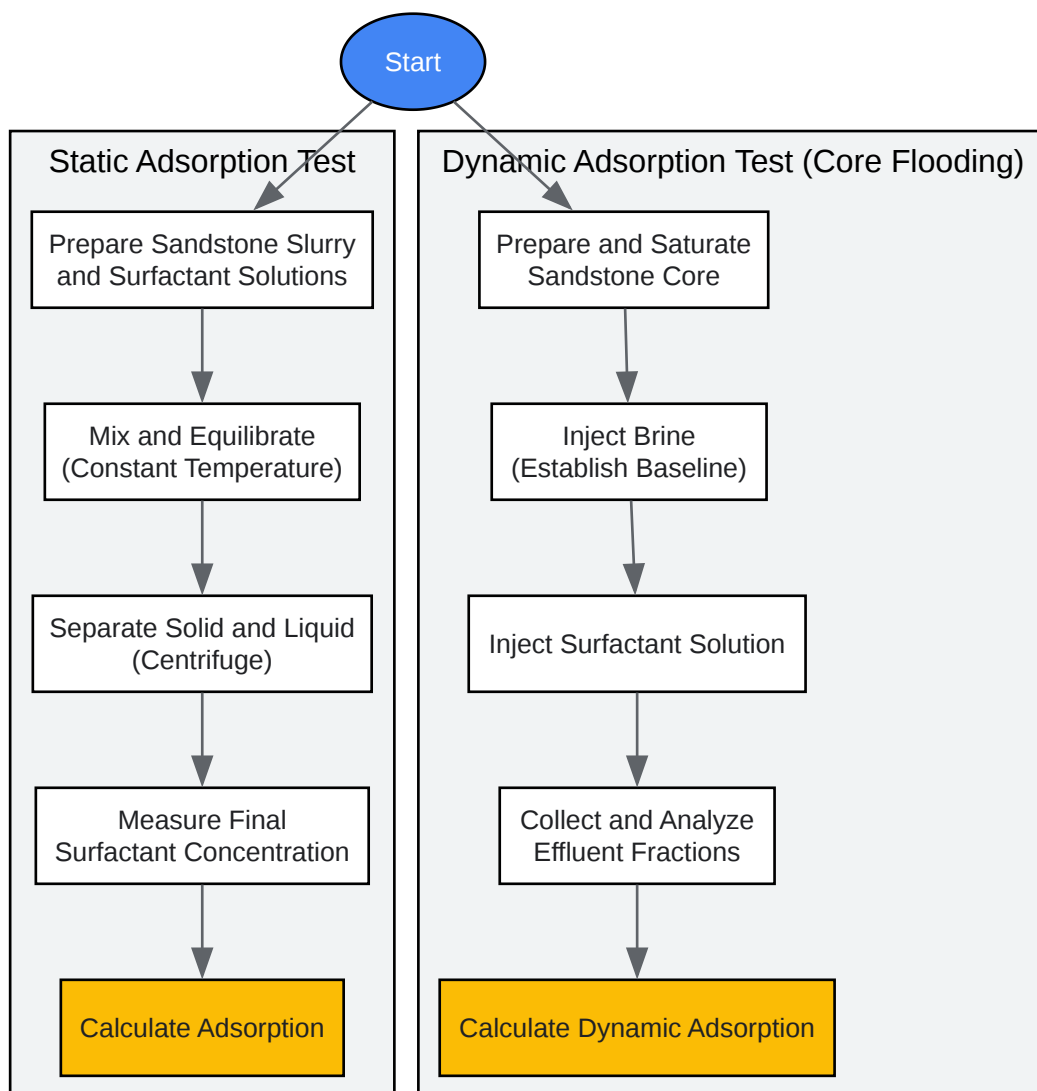 Start
Static Adsorption Test
Prepare Sandstone Slurry
and Surfactant Solutions
Mix and Equilibrate
(Constant Temperature)
Separate Solid and Liquid
(Centrifuge)
Measure Final
Surfactant Concentration
Calculate Adsorption
Dynamic Adsorption Test (Core Flooding)
Prepare and Saturate
Sandstone Core
Inject Brine
(Establish Baseline)
Inject Surfactant Solution
Collect and Analyze
Effluent Fractions
Calculate Dynamic Adsorption